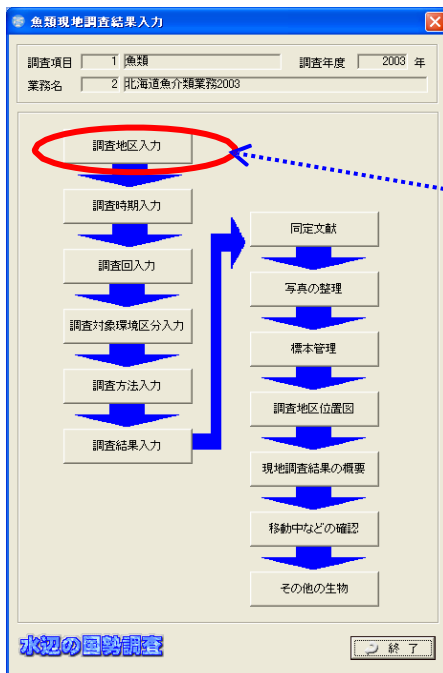 魚類現地調査結果入力
調査項目 1 魚類 調査年度 2003 年
業務名 2 北海道魚介類業務2003
調査地区入力
調査時期入力
調査回入力
調査対象環境区分入力
調査方法入力
調査結果入力
同定文献
写真の整理
標本管理
調査地区位置図
現地調査結果の概要
移動中などの確認
その他の生物
水辺の国勢調査
終了